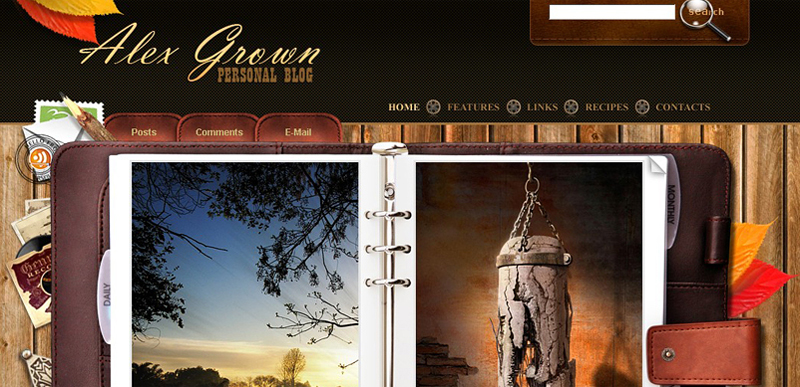 Search
Alex Grown
PERSONAL BLOG
HOME FEATURES LINKS RECIPES CONTACTS
Posts Comments E-Mail
MONTHLY
DAILY